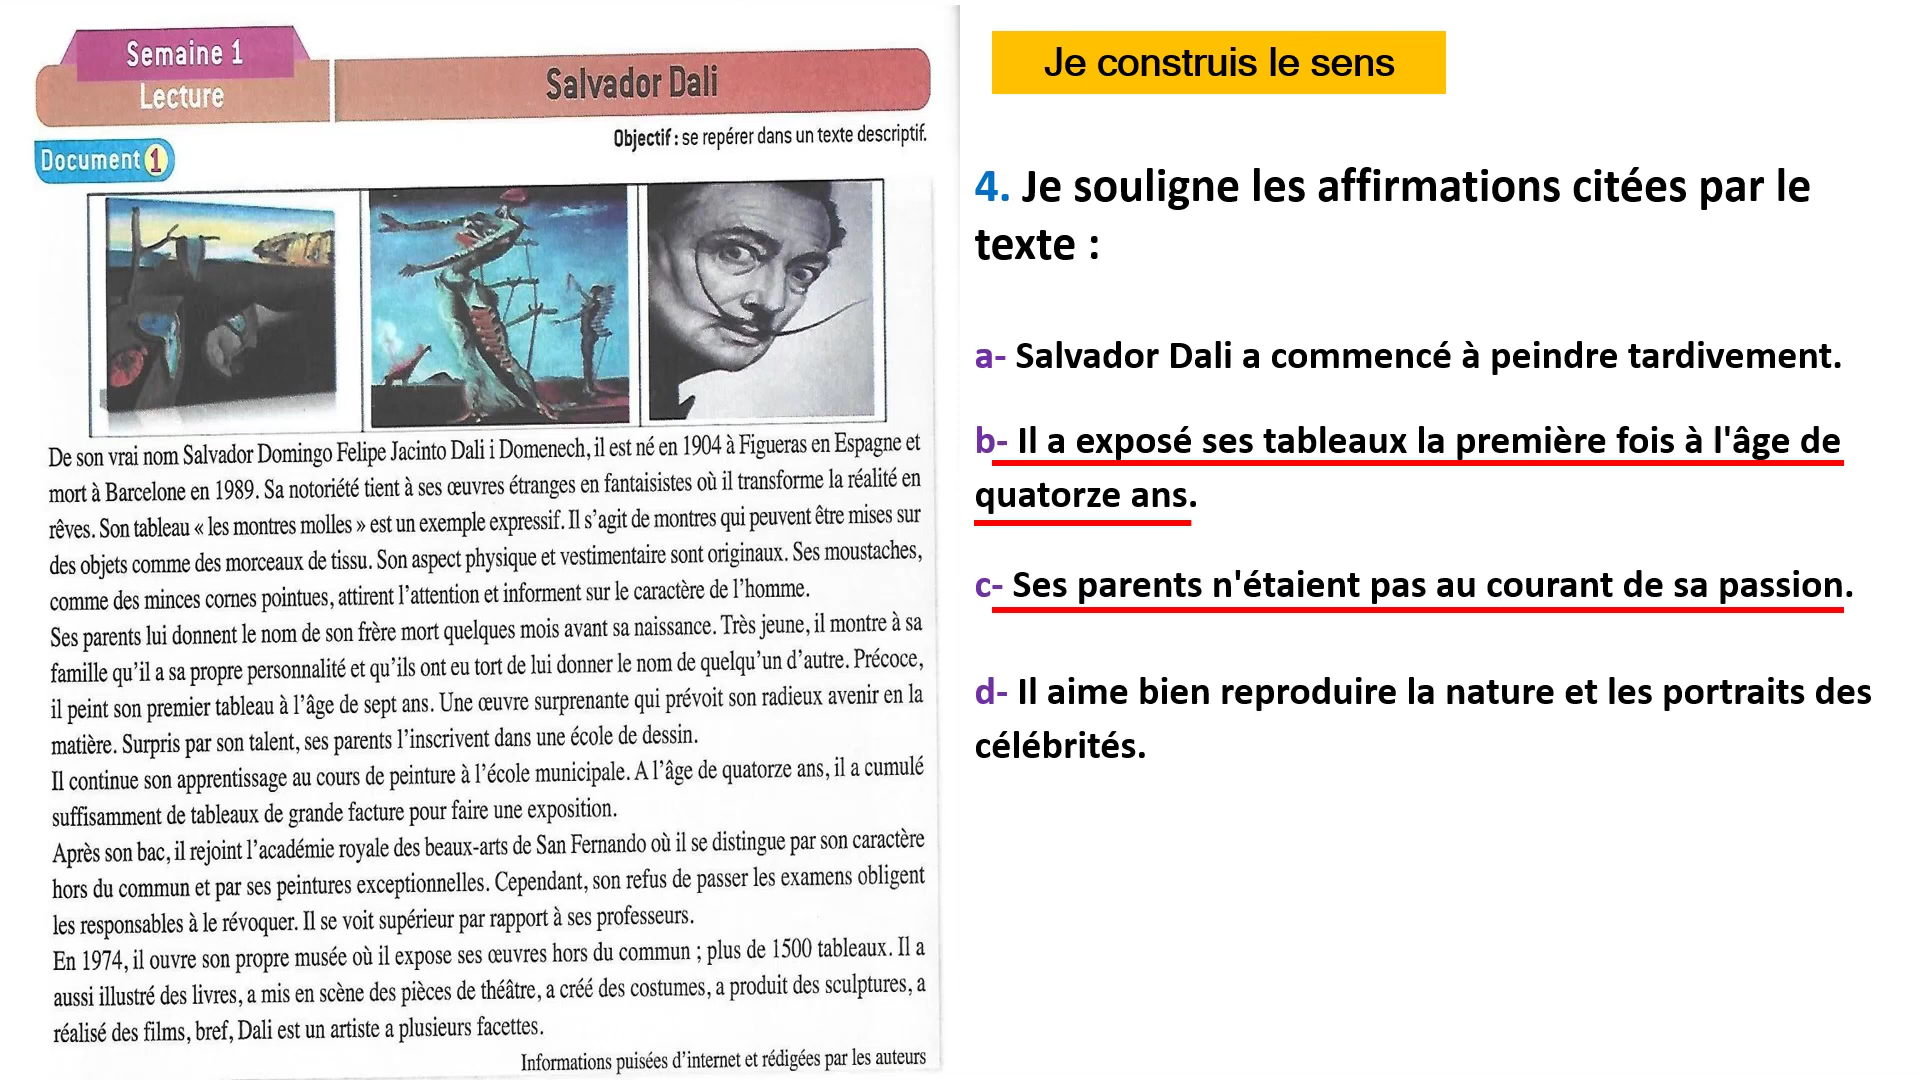 Semaine 1
Lecture
Salvador Dali
Objectif : se repérer dans un texte descriptif.
Document 1
De son vrai nom Salvador Domingo Felipe Jacinto Dali i Domenech, il est né en 1904 à Figueras en Espagne et
mort à Barcelone en 1989. Sa notoriété tient à ses œuvres étranges en fantaisistes où il transforme la réalité en
rêves. Son tableau « les montres molles » est un exemple expressif. Il s'agit de montres qui peuvent être mises sur
des objets comme des morceaux de tissu. Son aspect physique et vestimentaire sont originaux. Ses moustaches,
comme des minces cornes pointues, attirent l'attention et informent sur le caractère de l'homme.
Ses parents lui donnent le nom de son frère mort quelques mois avant sa naissance. Très jeune, il montre à sa
famille qu'il a sa propre personnalité et qu'ils ont eu tort de lui donner le nom de quelqu'un d'autre. Précoce,
il peint son premier tableau à l'âge de sept ans. Une œuvre surprenante qui prévoit son radieux avenir en la
matière. Surpris par son talent, ses parents l'inscrivent dans une école de dessin.
Il continue son apprentissage au cours de peinture à l'école municipale. A l'âge de quatorze ans, il a cumulé
suffisamment de tableaux de grande facture pour faire une exposition.
Après son bac, il rejoint l'académie royale des beaux-arts de San Fernando où il se distingue par son caractère
hors du commun et par ses peintures exceptionnelles. Cependant, son refus de passer les examens obligent
les responsables à le révoquer. Il se voit supérieur par rapport à ses professeurs.
En 1974, il ouvre son propre musée où il expose ses œuvres hors du commun ; plus de 1500 tableaux. Il a
aussi illustré des livres, a mis en scène des pièces de théâtre, a créé des costumes, a produit des sculptures, a
réalisé des films, bref, Dali est un artiste a plusieurs facettes.
Informations puisées d'internet et rédigées par les auteurs
Je construis le sens
4. Je souligne les affirmations citées par le
texte :
a- Salvador Dali a commencé à peindre tardivement.
b- Il a exposé ses tableaux la première fois à l'âge de
quatorze ans.
c- Ses parents n'étaient pas au courant de sa passion.
d- Il aime bien reproduire la nature et les portraits des
célébrités.